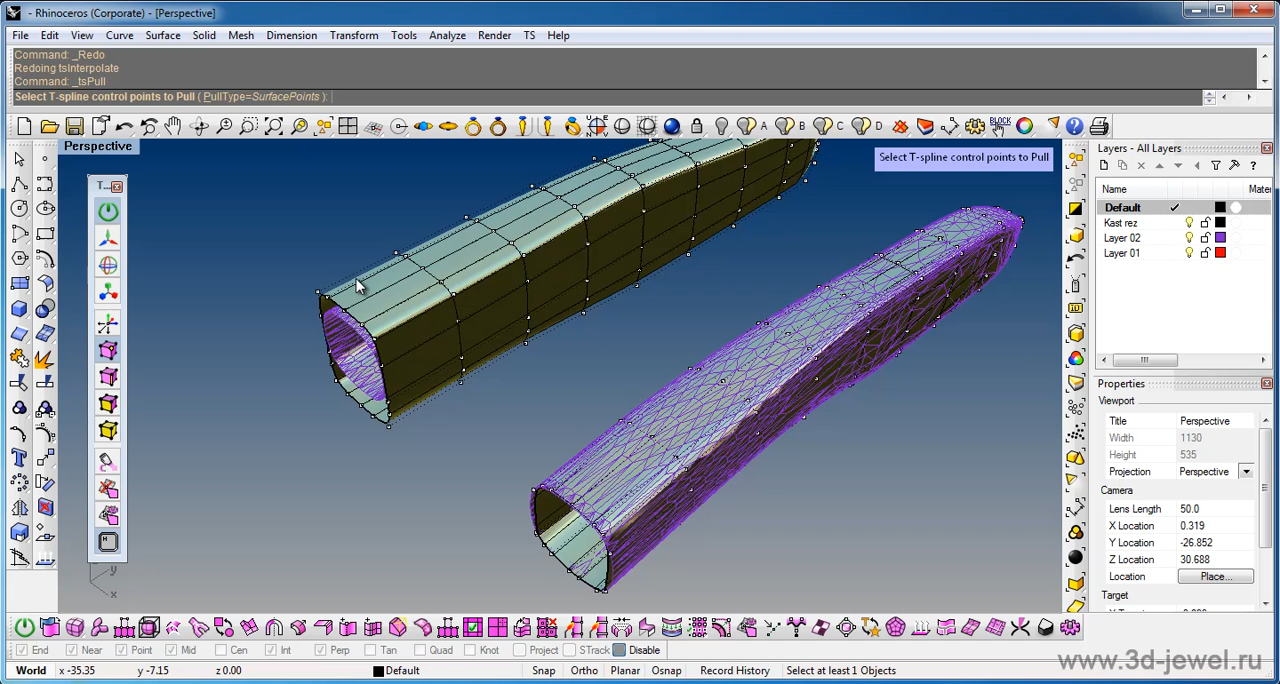 - Rhinoceros (Corporate) - [Perspective]
File Edit View Curve Surface Solid Mesh Dimension Transform Tools Analyze Render TS Help
Command: _Redo
Redoing tsInterpolate
Command: _tsPull
Select T-spline control points to Pull ( PullType=SurfacePoints ):
A B C D BLOCK
Perspective
Select T-spline control points to Pull
T...
Layers - All Layers
Name Mater
Default
Kast rez
Layer 02
Layer 01
Properties
Viewport
Title Perspective
Width 1130
Height 535
Projection Perspective
Camera
Lens Length 50.0
X Location 0.319
Y Location -26.852
Z Location 30.688
Location Place...
Target
y
x
End Near Point Mid Cen Int Perp Tan Quad Knot Project STrack Disable
World x -35.35 y -7.15 z 0.00 Default Snap Ortho Planar Osnap Record History Select at least 1 Objects
www.3d-jewel.ru